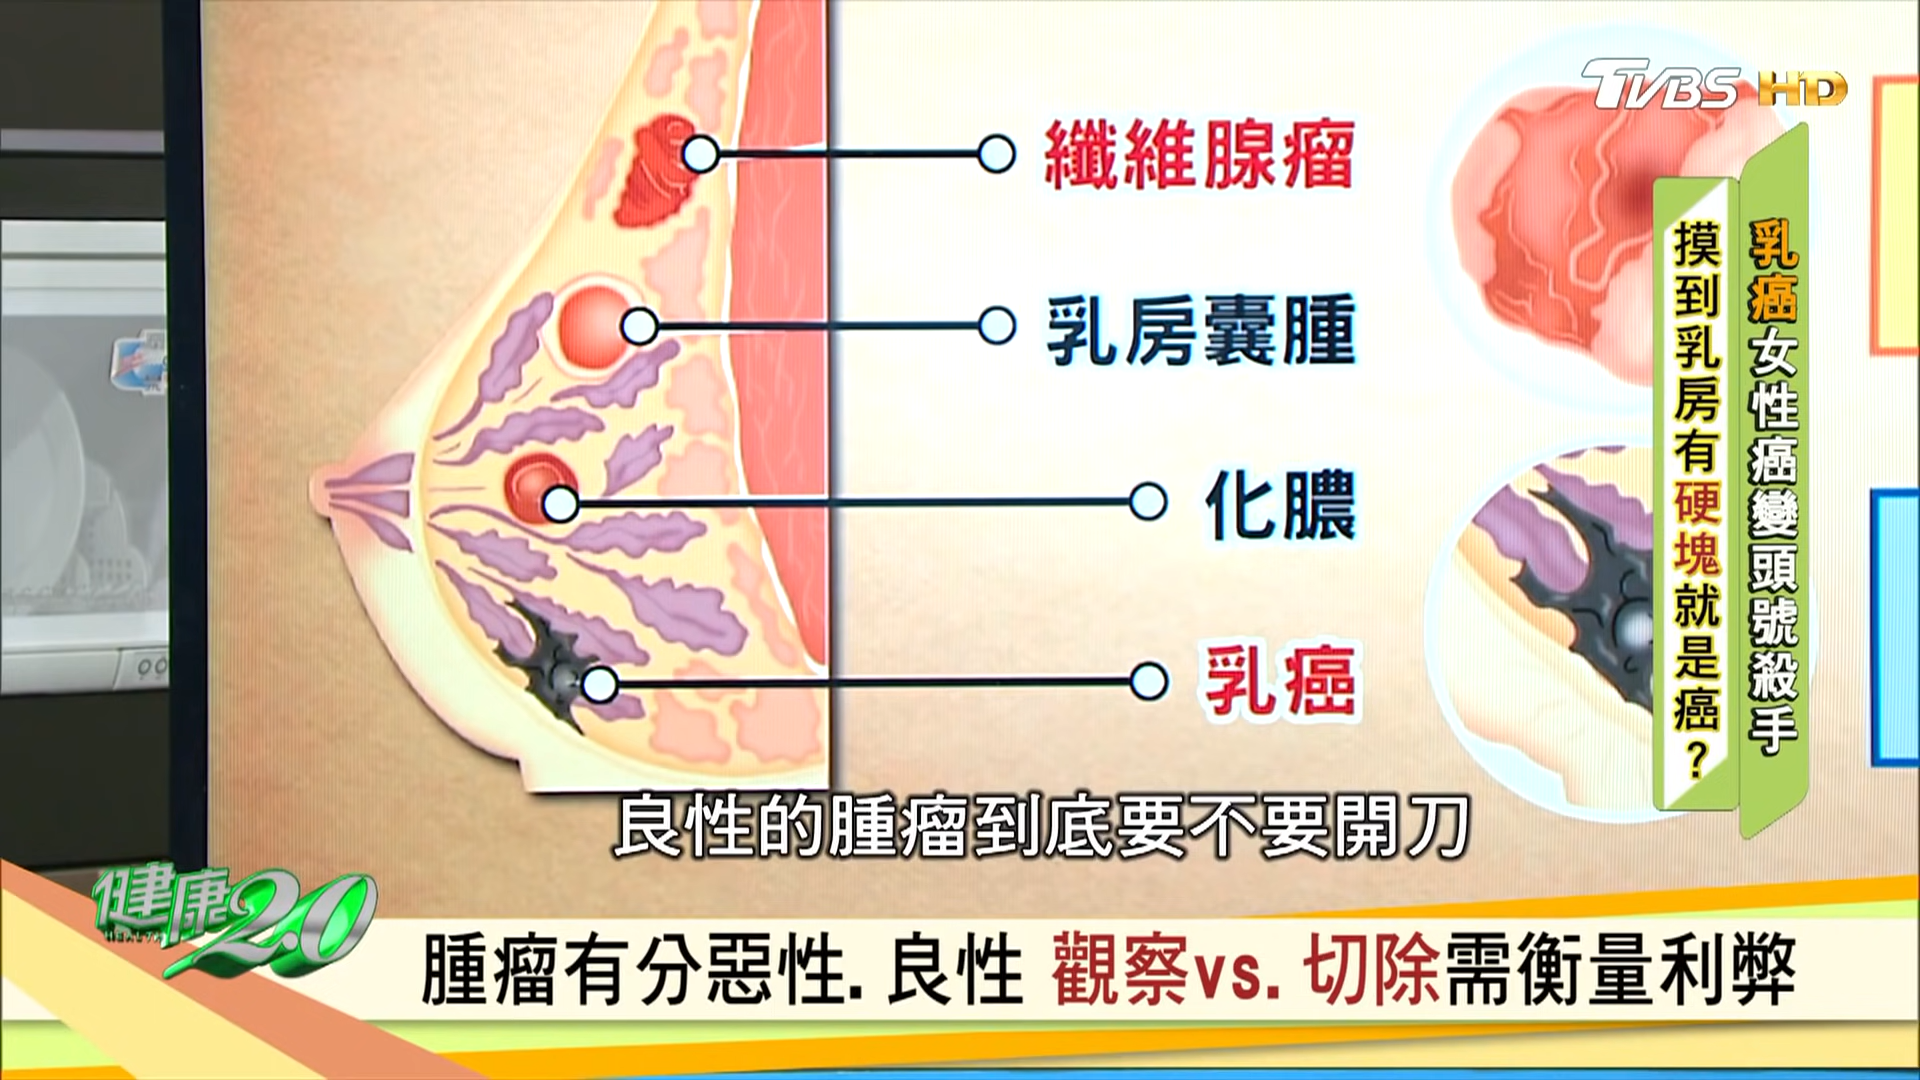 TVBS HD
纖維腺瘤
乳房囊腫
化膿
乳癌
乳癌女性癌變頭號殺手
摸到乳房有硬塊就是癌？
良性的腫瘤到底要不要開刀
健康2.0
HEALTH
腫瘤有分惡性.良性 觀察vs.切除需衡量利弊